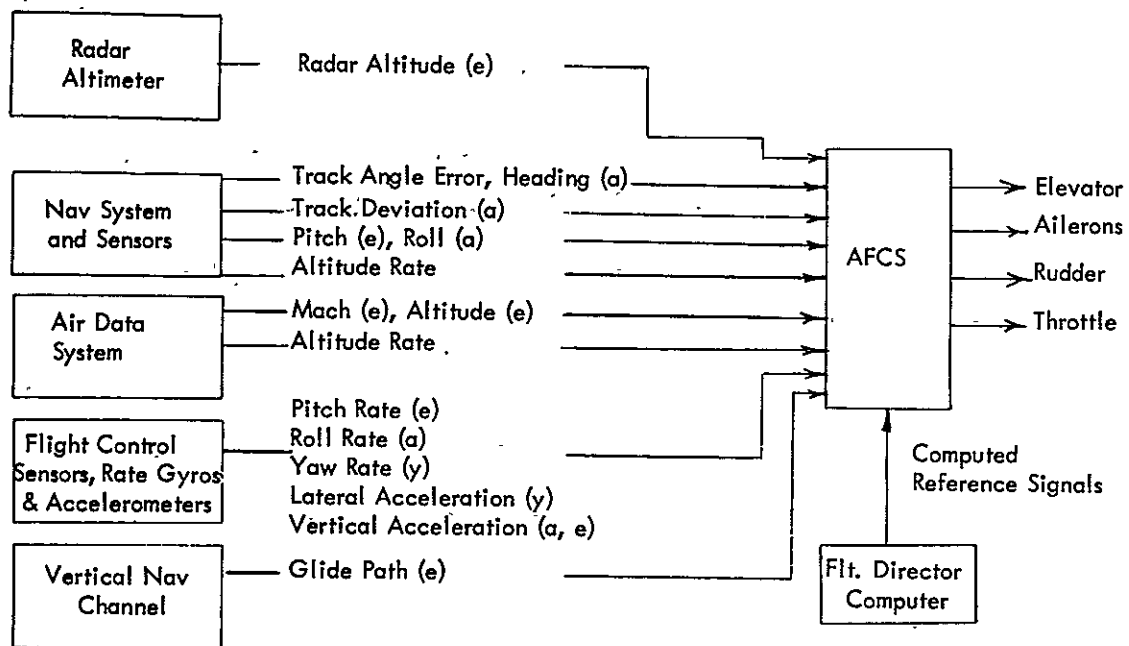 Radar
Altimeter
Radar Altitude (e)
Nav System
and Sensors
Track Angle Error, Heading (a)
Track Deviation (a)
Pitch (e), Roll (a)
Altitude Rate
Air Data
System
Mach (e), Altitude (e)
Altitude Rate
Flight Control
Sensors, Rate Gyros
& Accelerometers
Pitch Rate (e)
Roll Rate (a)
Yaw Rate (y)
Lateral Acceleration (y)
Vertical Acceleration (a, e)
Vertical Nav
Channel
Glide Path (e)
AFCS
Elevator
Ailerons
Rudder
Throttle
Computed
Reference Signals
Flt. Director
Computer